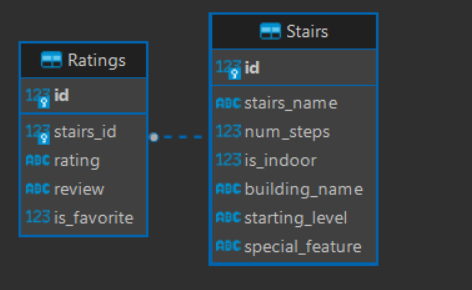 Ratings
123 id
123 stairs_id
ABC rating
ABC review
123 is_favorite
Stairs
123 id
ABC stairs_name
123 num_steps
123 is_indoor
ABC building_name
ABC starting_level
ABC special_feature